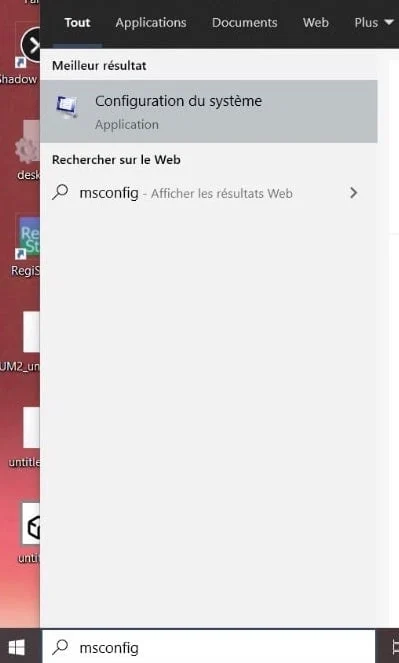 Tout Applications Documents Web Plus
Meilleur résultat
Shadow
Configuration du système
Application
Rechercher sur le Web
desk
msconfig - Afficher les résultats Web
Re
St
RegiS
UM2_un
untitle
unti
msconfig